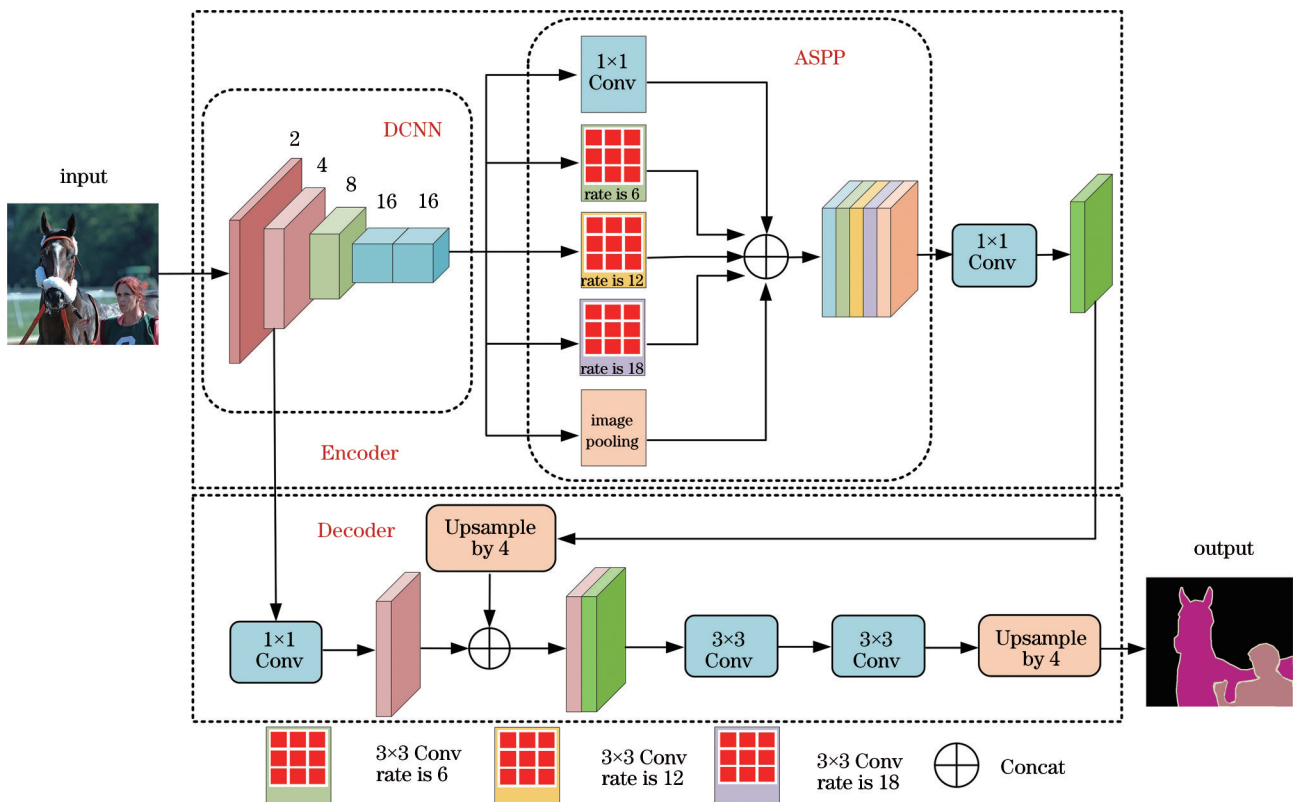 input
DCNN
2
4
8
16
16
Encoder
ASPP
1×1
Conv
rate is 6
rate is 12
rate is 18
image
pooling
1×1
Conv
Decoder
Upsample
by 4
1×1
Conv
3×3
Conv
3×3
Conv
Upsample
by 4
output
3×3 Conv
rate is 6
3×3 Conv
rate is 12
3×3 Conv
rate is 18
Concat